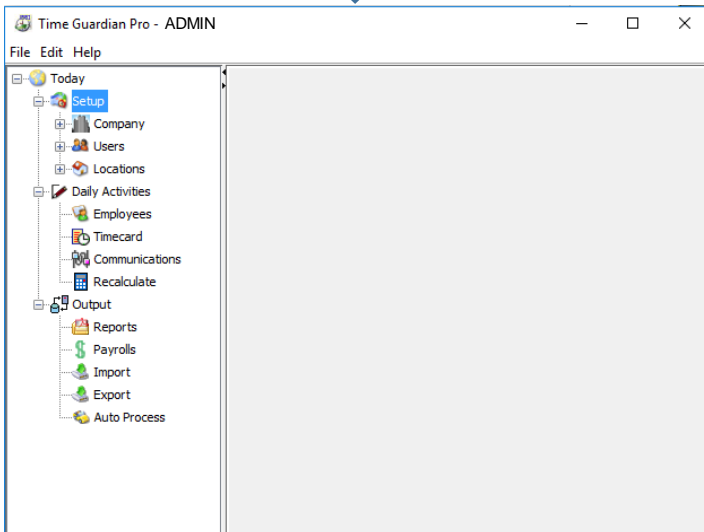 Time Guardian Pro - ADMIN
File Edit Help
Today
Setup
Company
Users
Locations
Daily Activities
Employees
Timecard
Communications
Recalculate
Output
Reports
Payrolls
Import
Export
Auto Process